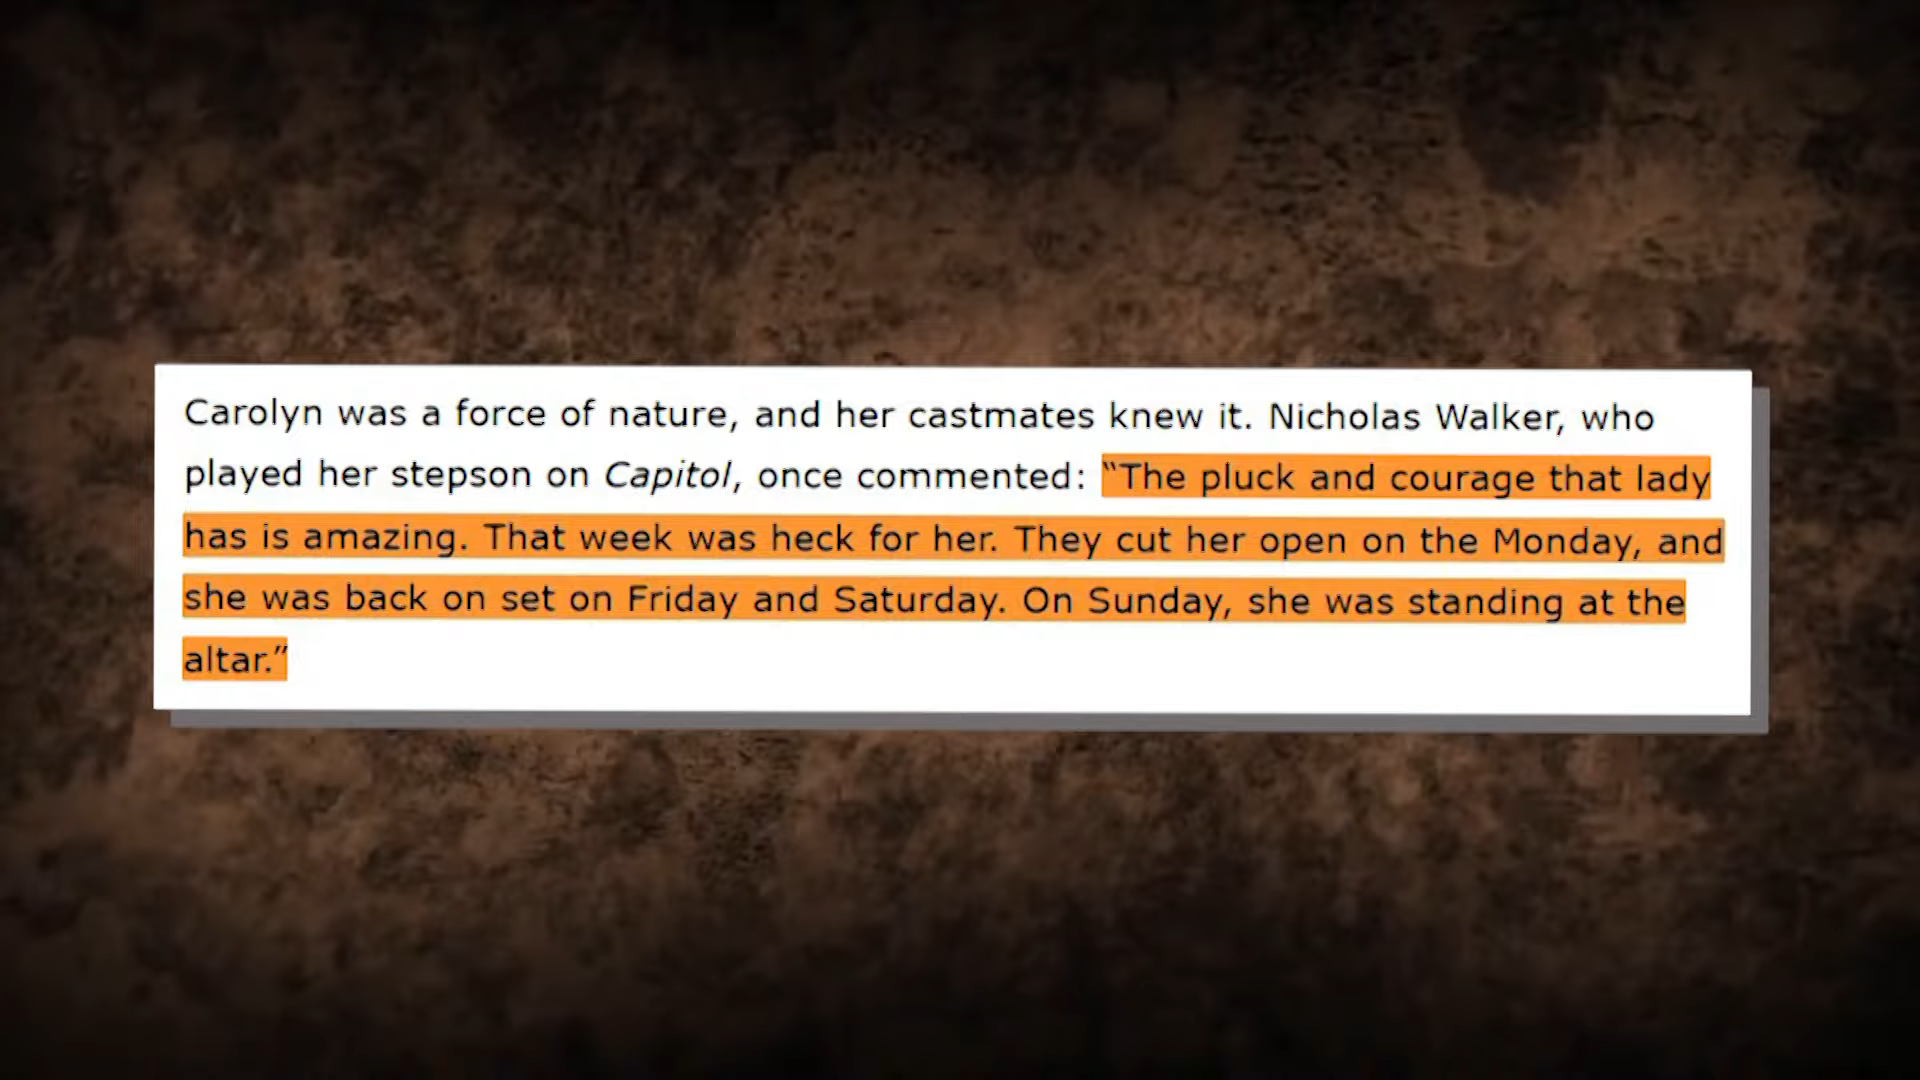 Carolyn was a force of nature, and her castmates knew it. Nicholas Walker, who
played her stepson on Capitol, once commented: “The pluck and courage that lady
has is amazing. That week was heck for her. They cut her open on the Monday, and
she was back on set on Friday and Saturday. On Sunday, she was standing at the
altar.”